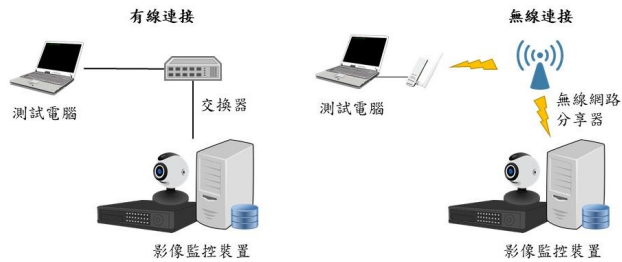 有線連接
無線連接
測試電腦
交換器
影像監控裝置
測試電腦
無線網路
分享器
影像監控裝置